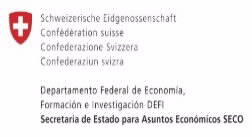 Schweizerische Eidgenossenschaft
Confédération suisse
Confederazione Svizzera
Confederaziun svizra
Departamento Federal de Economía,
Formación e Investigación DEFI
Secretaría de Estado para Asuntos Económicos SECO